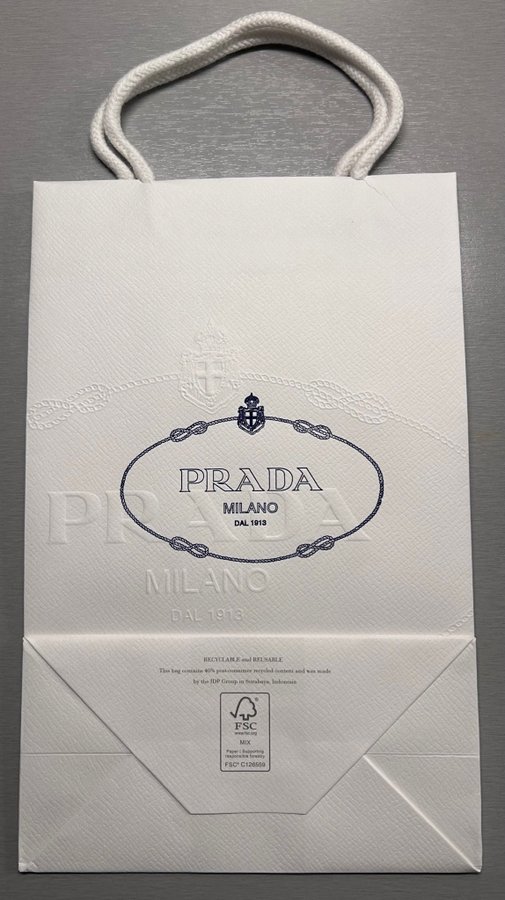 PRADA
MILANO
DAL 1913
PRADA
MILANO
DAL 1913
RECYCLABLE and REUSABLE
This bag contains 40% post-consumer recycled content and was made
by the JDP Group in Surabaya, Indonesia
FSC
www.fsc.org
MIX
Paper | Supporting
responsible forestry
FSC® C126559